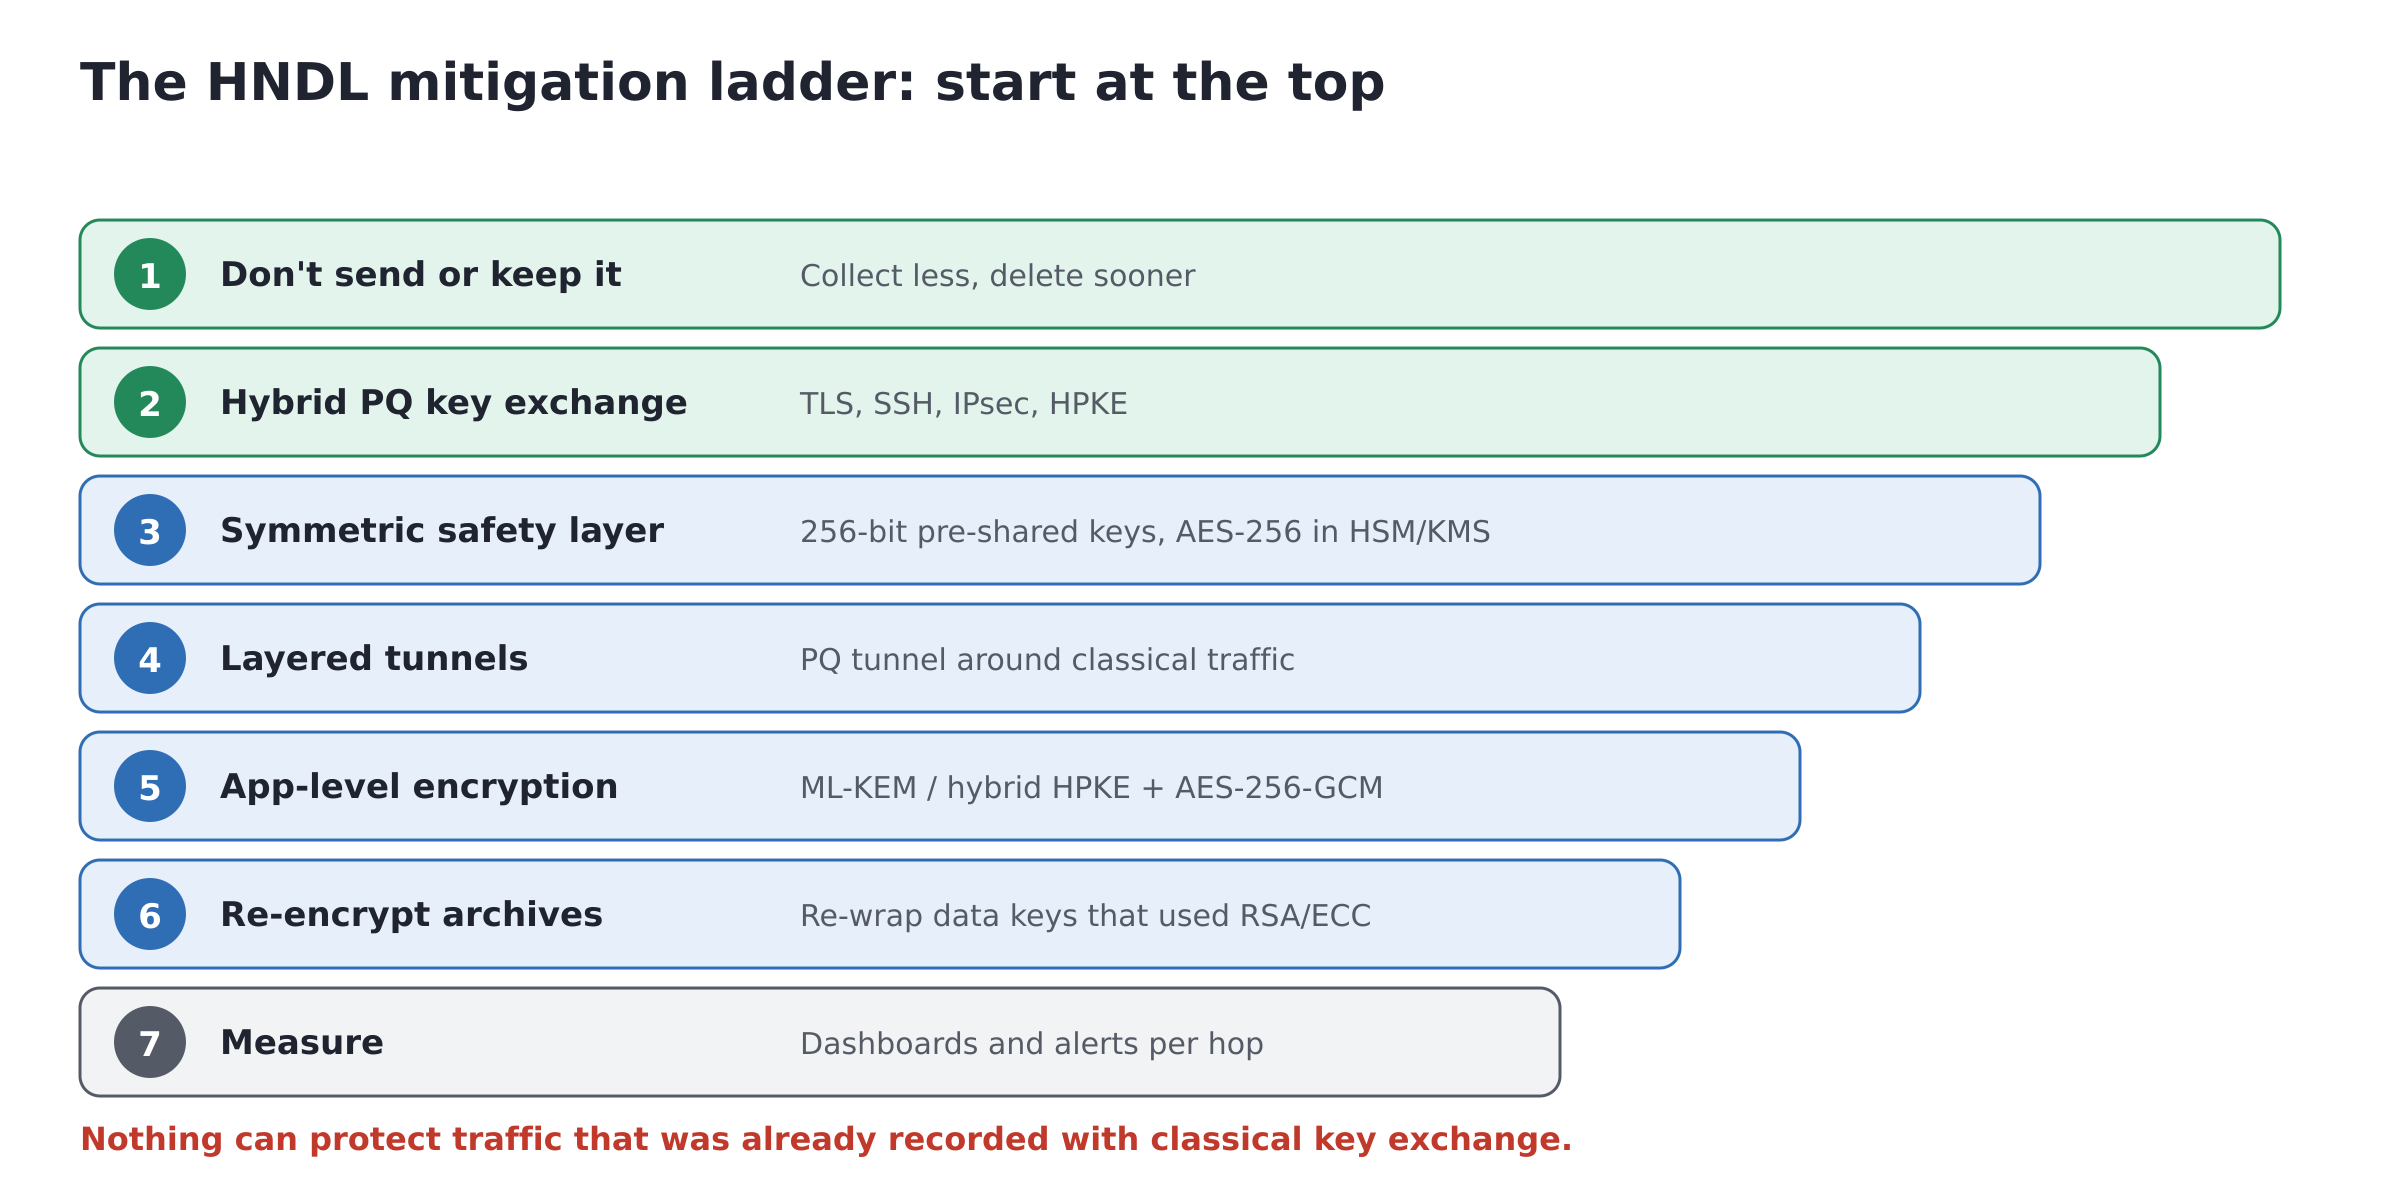 The HNDL mitigation ladder: start at the top
1 Don't send or keep it Collect less, delete sooner
2 Hybrid PQ key exchange TLS, SSH, IPsec, HPKE
3 Symmetric safety layer 256-bit pre-shared keys, AES-256 in HSM/KMS
4 Layered tunnels PQ tunnel around classical traffic
5 App-level encryption ML-KEM / hybrid HPKE + AES-256-GCM
6 Re-encrypt archives Re-wrap data keys that used RSA/ECC
7 Measure Dashboards and alerts per hop
Nothing can protect traffic that was already recorded with classical key exchange.